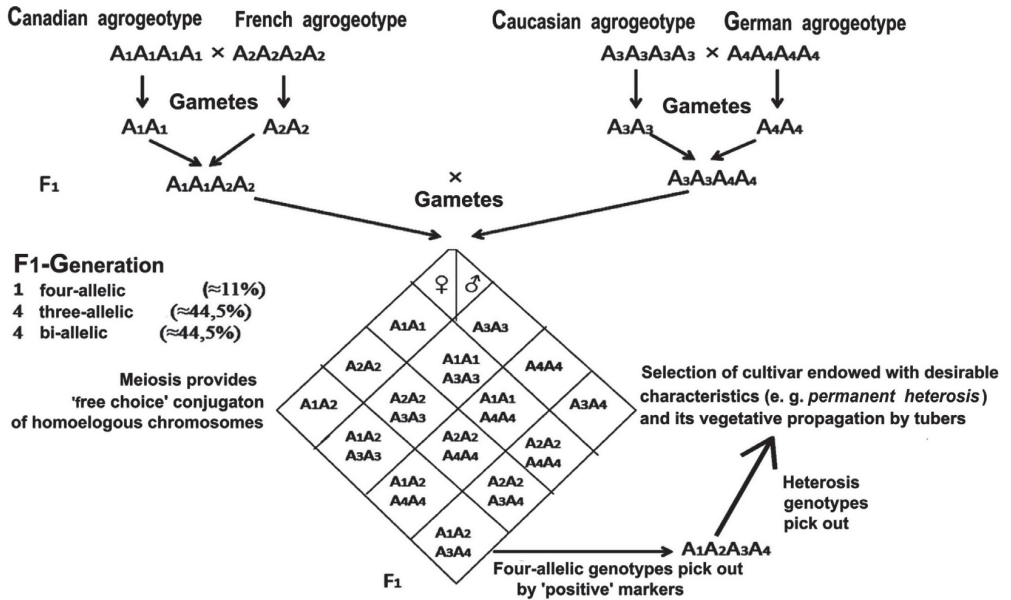 Canadian agrogeotype French agrogeotype Caucasian agrogeotype German agrogeotype
A1A1A1A1 × A2A2A2A2 A3A3A3A3 × A4A4A4A4
Gametes Gametes
A1A1 A2A2 A3A3 A4A4
F1 A1A1A2A2 × A3A3A4A4
Gametes
F1-Generation
1 four-allelic (≈11%)
4 three-allelic (≈44,5%)
4 bi-allelic (≈44,5%)
Meiosis provides
'free choice' conjugaton
of homoelogous chromosomes
♀ ♂
A1A1 A3A3
A2A2 A1A1 A4A4
A3A3
A1A2 A2A2 A1A1 A3A4
A3A3 A4A4
A1A2 A2A2 A2A2
A3A3 A4A4 A4A4
A1A2 A2A2
A4A4 A3A4
A1A2
A3A4
F1
Selection of cultivar endowed with desirable
characteristics (e. g. permanent heterosis)
and its vegetative propagation by tubers
Heterosis
genotypes
pick out
A1A2A3A4
Four-allelic genotypes pick out
by 'positive' markers